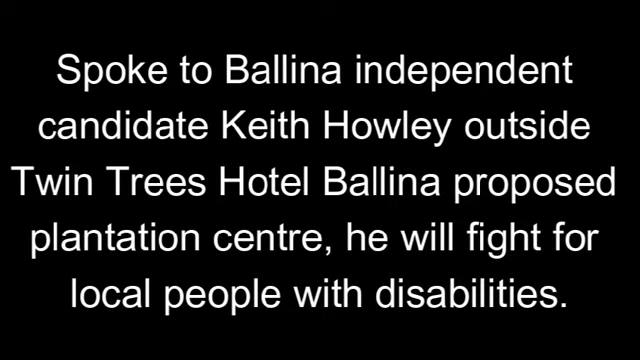 Spoke to Ballina independent
candidate Keith Howley outside
Twin Trees Hotel Ballina proposed
plantation centre, he will fight for
local people with disabilities.